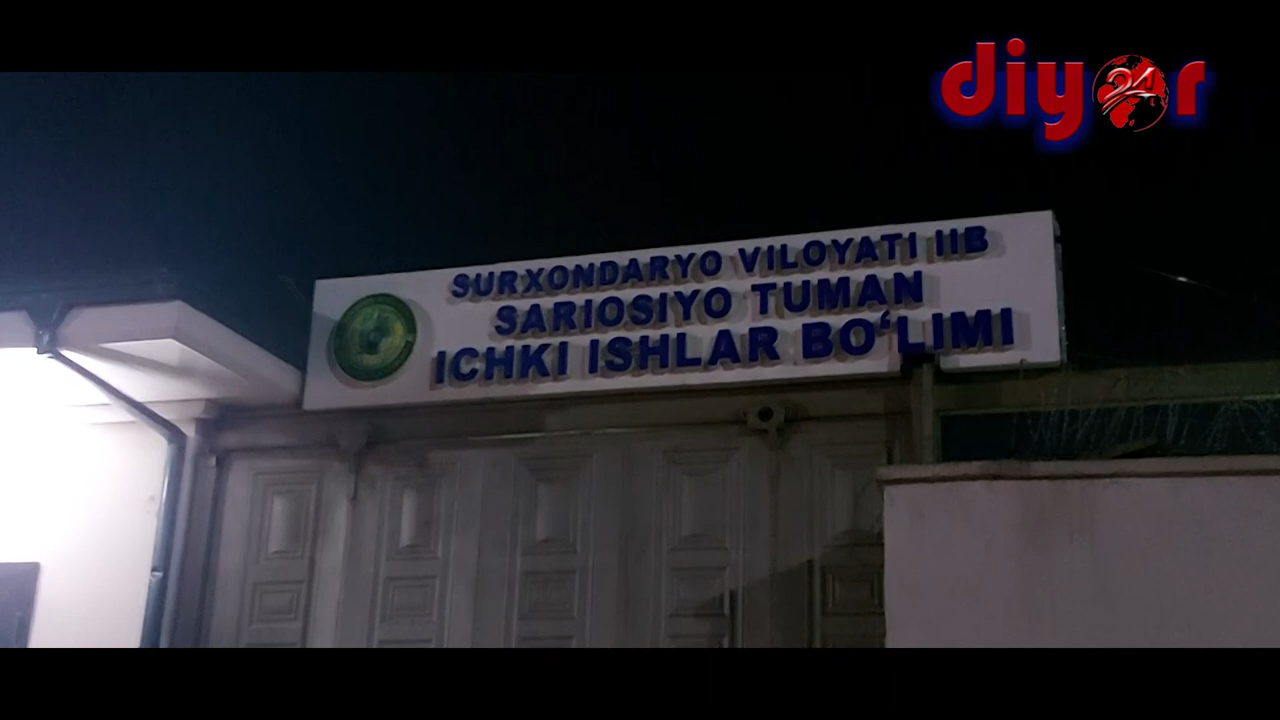 diyor
24
SURXONDARYO VILOYATI IIB
SARIOSIYO TUMAN
ICHKI ISHLAR BO‘LIMI